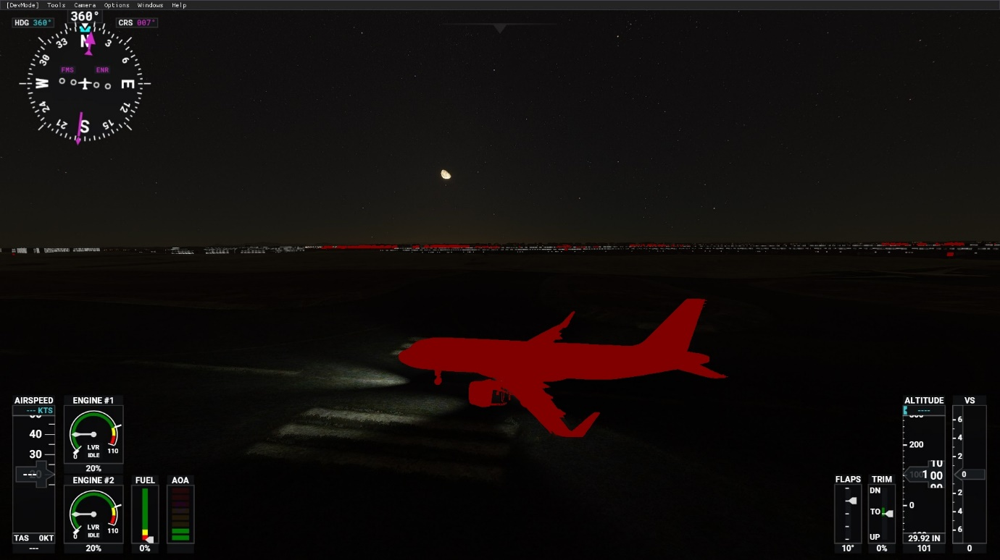 [DevMode] Tools Camera Options Windows Help
HDG 360° 360° CRS 007°
N 3 6 E 12 15 S 21 24 W 30 33
FMS ENR
AIRSPEED
--- KTS
40
30
---
TAS 0KT
---
ENGINE #1
LVR
IDLE
0 110
20%
ENGINE #2
LVR
IDLE
0 110
20%
FUEL
0%
AOA
FLAPS
10°
TRIM
DN
TO
UP
0%
ALTITUDE
----
200
100
1 00
0
29.92 IN
101
VS
6
4
2
0
2
4
6
0